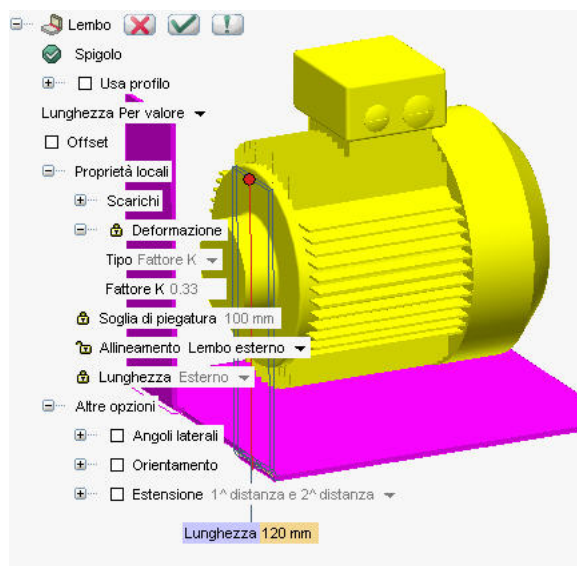 Lembo
Spigolo
Usa profilo
Lunghezza Per valore
Offset
Proprietà locali
Scarichi
Deformazione
Tipo Fattore K
Fattore K 0.33
Soglia di piegatura 100 mm
Allineamento Lembo esterno
Lunghezza Esterno
Altre opzioni
Angoli laterali
Orientamento
Estensione 1^ distanza e 2^ distanza
Lunghezza 120 mm